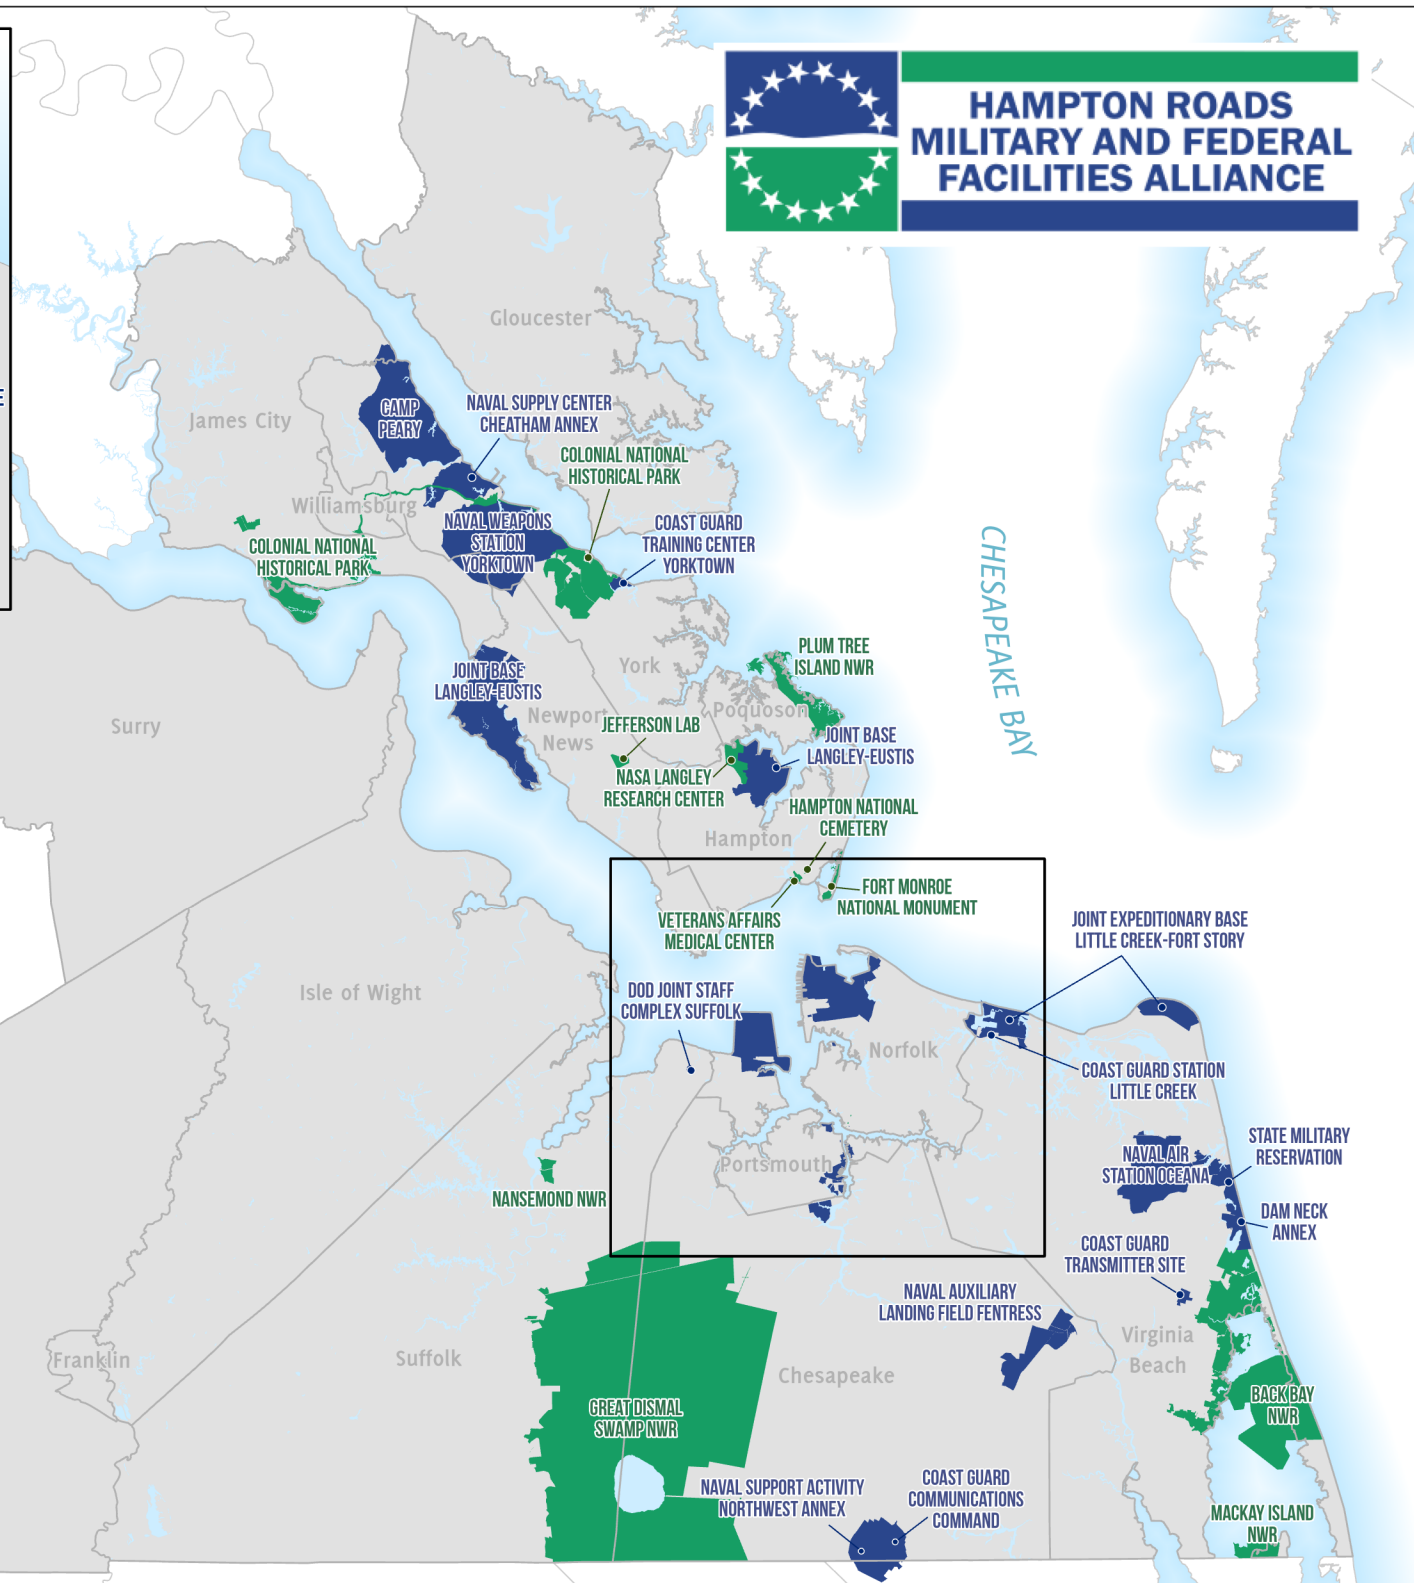 HAMPTON ROADS
MILITARY AND FEDERAL
FACILITIES ALLIANCE
Gloucester
E
CAMP
PEARY
NAVAL SUPPLY CENTER
CHEATHAM ANNEX
James City
COLONIAL NATIONAL
HISTORICAL PARK
Williamsburg
NAVAL WEAPONS
STATION
YORKTOWN
COAST GUARD
TRAINING CENTER
YORKTOWN
COLONIAL NATIONAL
HISTORICAL PARK
CHESAPEAKE BAY
PLUM TREE
ISLAND NWR
York
JOINT BASE
LANGLEY-EUSTIS
Surry
Newport
News
JEFFERSON LAB
Poquoson
JOINT BASE
LANGLEY-EUSTIS
NASA LANGLEY
RESEARCH CENTER
HAMPTON NATIONAL
CEMETERY
Hampton
FORT MONROE
NATIONAL MONUMENT
VETERANS AFFAIRS
MEDICAL CENTER
JOINT EXPEDITIONARY BASE
LITTLE CREEK-FORT STORY
Isle of Wight
DOD JOINT STAFF
COMPLEX SUFFOLK
Norfolk
COAST GUARD STATION
LITTLE CREEK
Portsmouth
NAVAL AIR
STATION OCEANA
STATE MILITARY
RESERVATION
NANSEMOND NWR
DAM NECK
ANNEX
COAST GUARD
TRANSMITTER SITE
NAVAL AUXILIARY
LANDING FIELD FENTRESS
Virginia
Beach
Franklin
Suffolk
Chesapeake
GREAT DISMAL
SWAMP NWR
BACK BAY
NWR
NAVAL SUPPORT ACTIVITY
NORTHWEST ANNEX
COAST GUARD
COMMUNICATIONS
COMMAND
MACKAY ISLAND
NWR